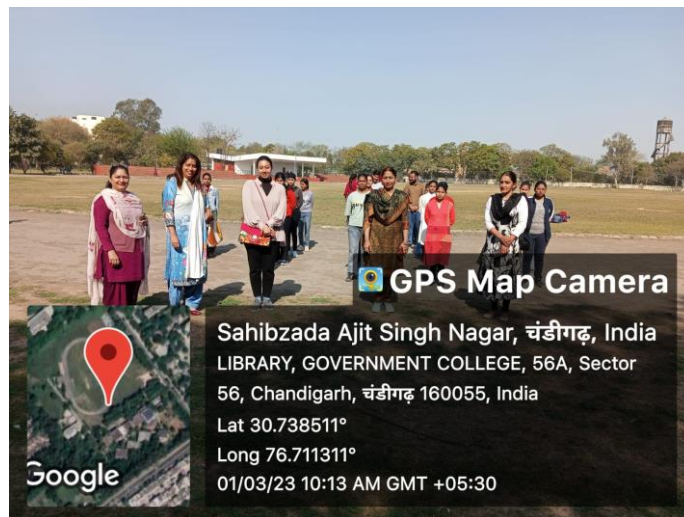 GPS Map Camera
Sahibzada Ajit Singh Nagar, चंडीगढ़, India
LIBRARY, GOVERNMENT COLLEGE, 56A, Sector
56, Chandigarh, चंडीगढ़ 160055, India
Lat 30.738511°
Long 76.711311°
01/03/23 10:13 AM GMT +05:30
Google